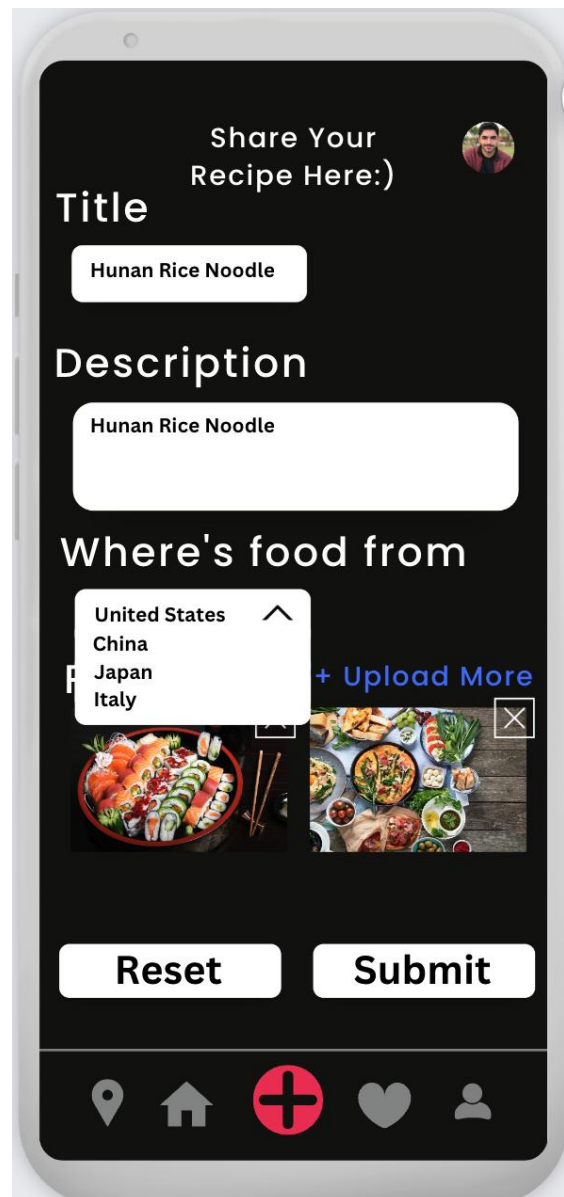 Share Your
Recipe Here:)
Title
Hunan Rice Noodle
Description
Hunan Rice Noodle
Where's food from
United States
China
Japan
Italy
+ Upload More
Reset
Submit